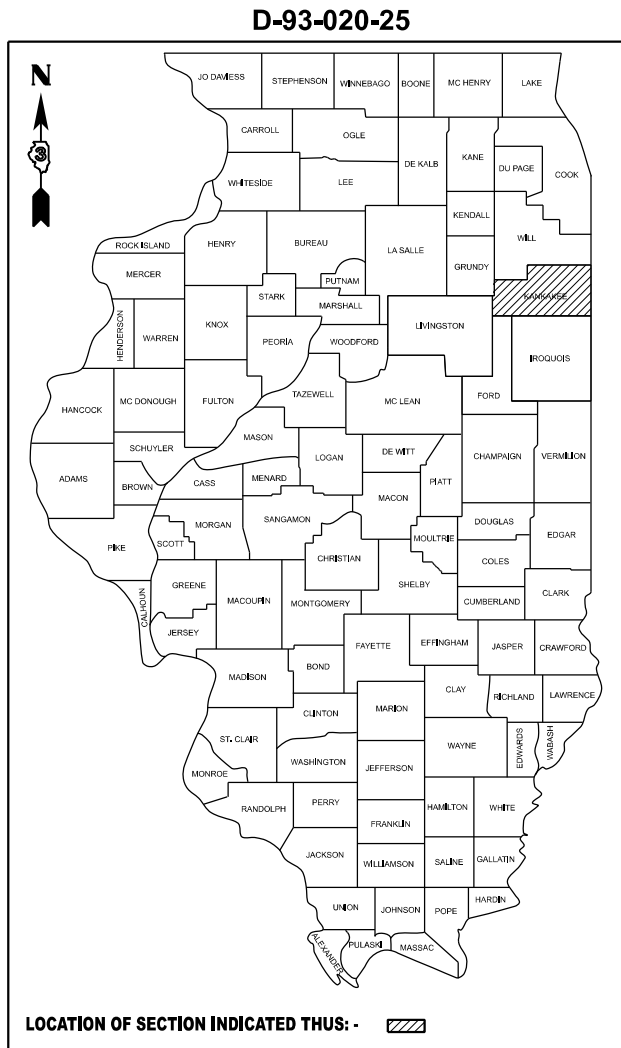 D-93-020-25
N
3
JO DAVIESS
STEPHENSON
WINNEBAGO
BOONE
MC HENRY
LAKE
CARROLL
OGLE
DE KALB
KANE
DU PAGE
COOK
WHITESIDE
LEE
KENDALL
WILL
ROCK ISLAND
HENRY
BUREAU
LA SALLE
GRUNDY
MERCER
PUTNAM
KANKAKEE
STARK
MARSHALL
HENDERSON
WARREN
KNOX
PEORIA
WOODFORD
LIVINGSTON
IROQUOIS
HANCOCK
MC DONOUGH
FULTON
TAZEWELL
MC LEAN
FORD
SCHUYLER
MASON
LOGAN
DE WITT
PIATT
CHAMPAIGN
VERMILION
ADAMS
BROWN
CASS
MENARD
MACON
MORGAN
SANGAMON
DOUGLAS
EDGAR
PIKE
SCOTT
CHRISTIAN
MOULTRIE
COLES
CALHOUN
GREENE
MACOUPIN
MONTGOMERY
SHELBY
CUMBERLAND
CLARK
JERSEY
FAYETTE
EFFINGHAM
JASPER
CRAWFORD
MADISON
BOND
CLAY
RICHLAND
LAWRENCE
CLINTON
MARION
ST. CLAIR
WAYNE
EDWARDS
WABASH
MONROE
WASHINGTON
JEFFERSON
RANDOLPH
PERRY
HAMILTON
WHITE
FRANKLIN
JACKSON
WILLIAMSON
SALINE
GALLATIN
UNION
JOHNSON
POPE
HARDIN
ALEXANDER
PULASKI
MASSAC
LOCATION OF SECTION INDICATED THUS: -